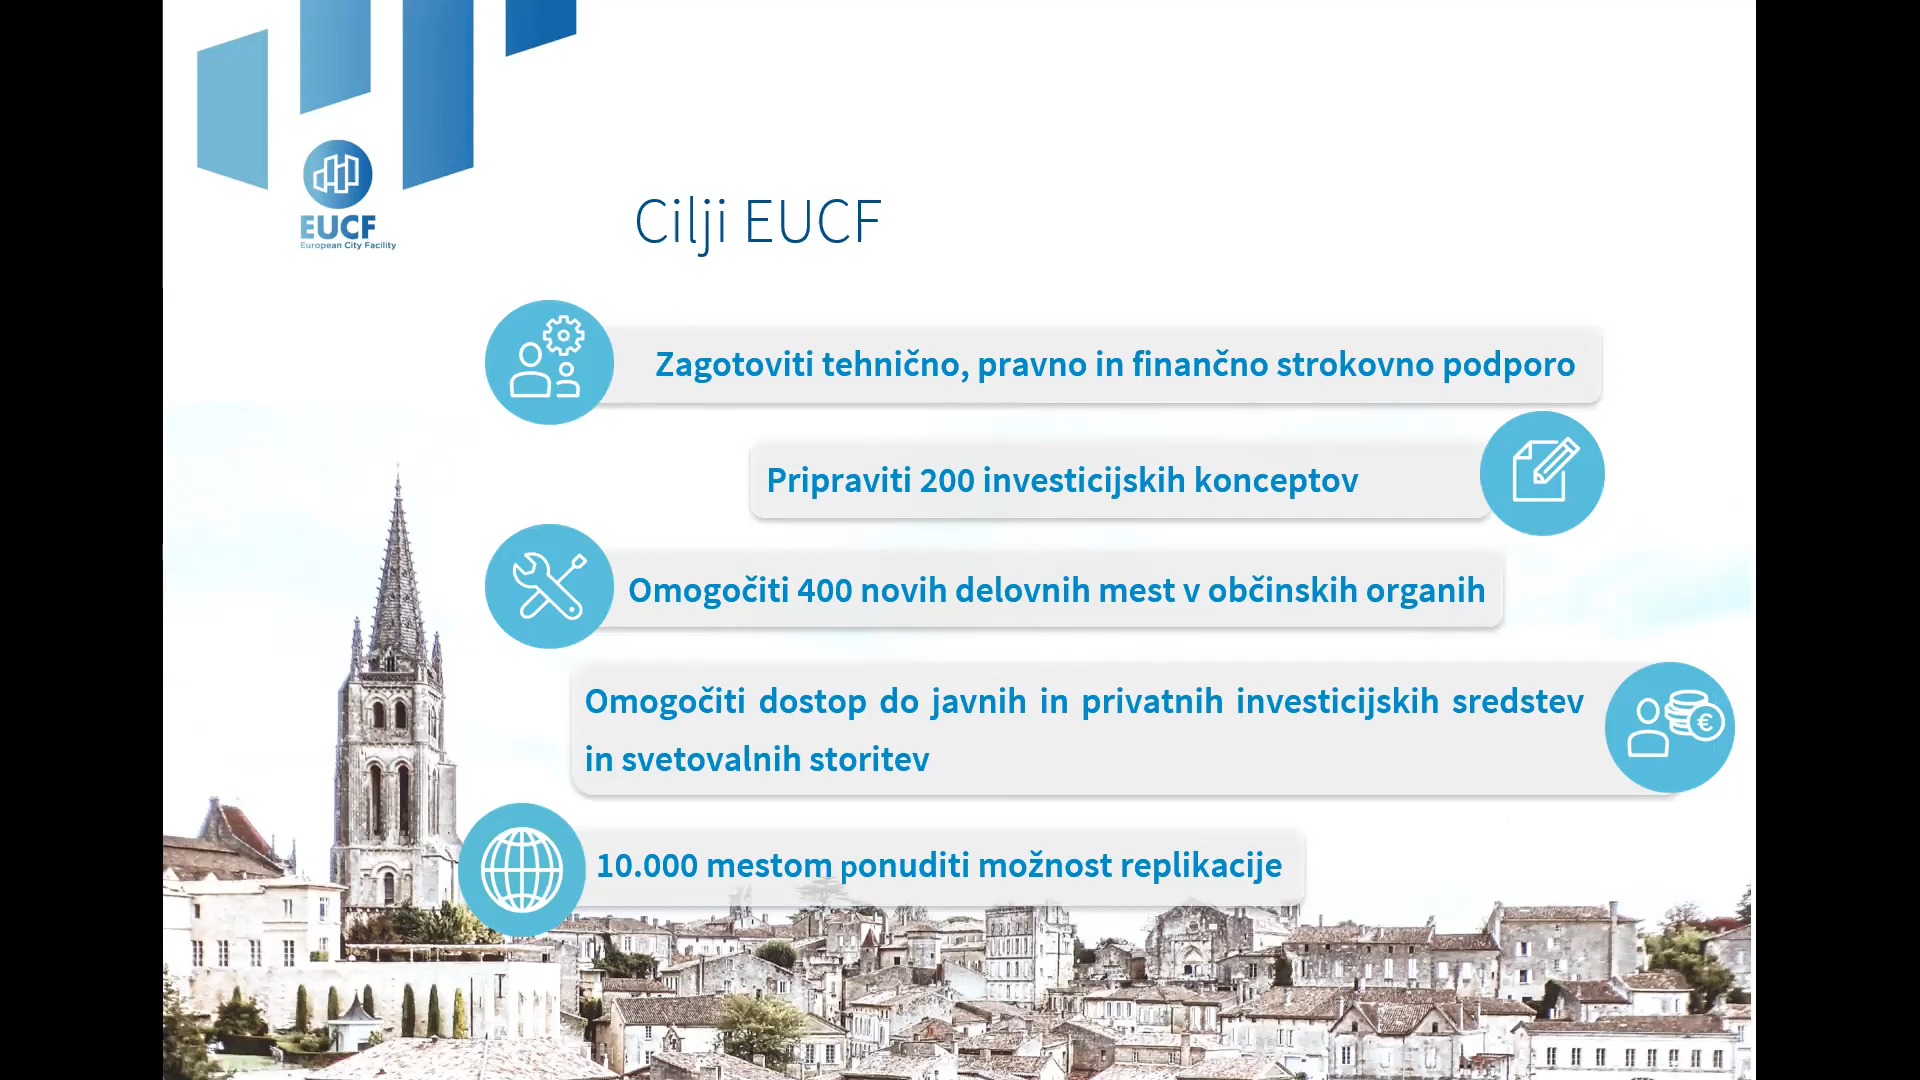 EUCF
European City Facility
Cilji EUCF
Zagotoviti tehnično, pravno in finančno strokovno podporo
Pripraviti 200 investicijskih konceptov
Omogočiti 400 novih delovnih mest v občinskih organih
Omogočiti dostop do javnih in privatnih investicijskih sredstev
in svetovalnih storitev
€
10.000 mestom ponuditi možnost replikacije